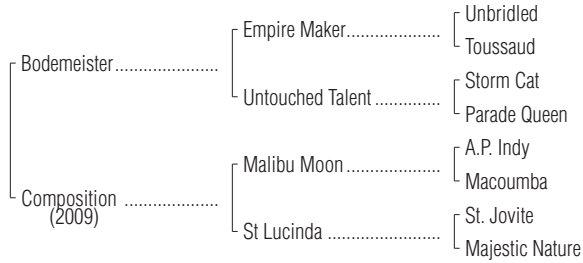 Unbridled
Empire Maker....................
Toussaud
Bodemeister......................
Storm Cat
Untouched Talent ..............
Parade Queen
A.P. Indy
Malibu Moon ....................
Macoumba
Composition ....................
(2009)
St. Jovite
St Lucinda ........................
Majestic Nature